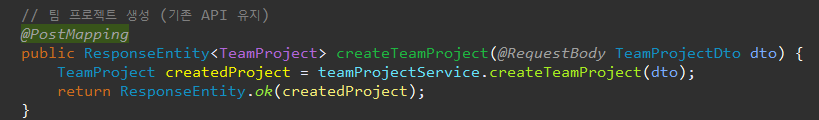 // 팀 프로젝트 생성 (기존 API 유지)
@PostMapping
public ResponseEntity<TeamProject> createTeamProject(@RequestBody TeamProjectDto dto) {
    TeamProject createdProject = teamProjectService.createTeamProject(dto);
    return ResponseEntity.ok(createdProject);
}